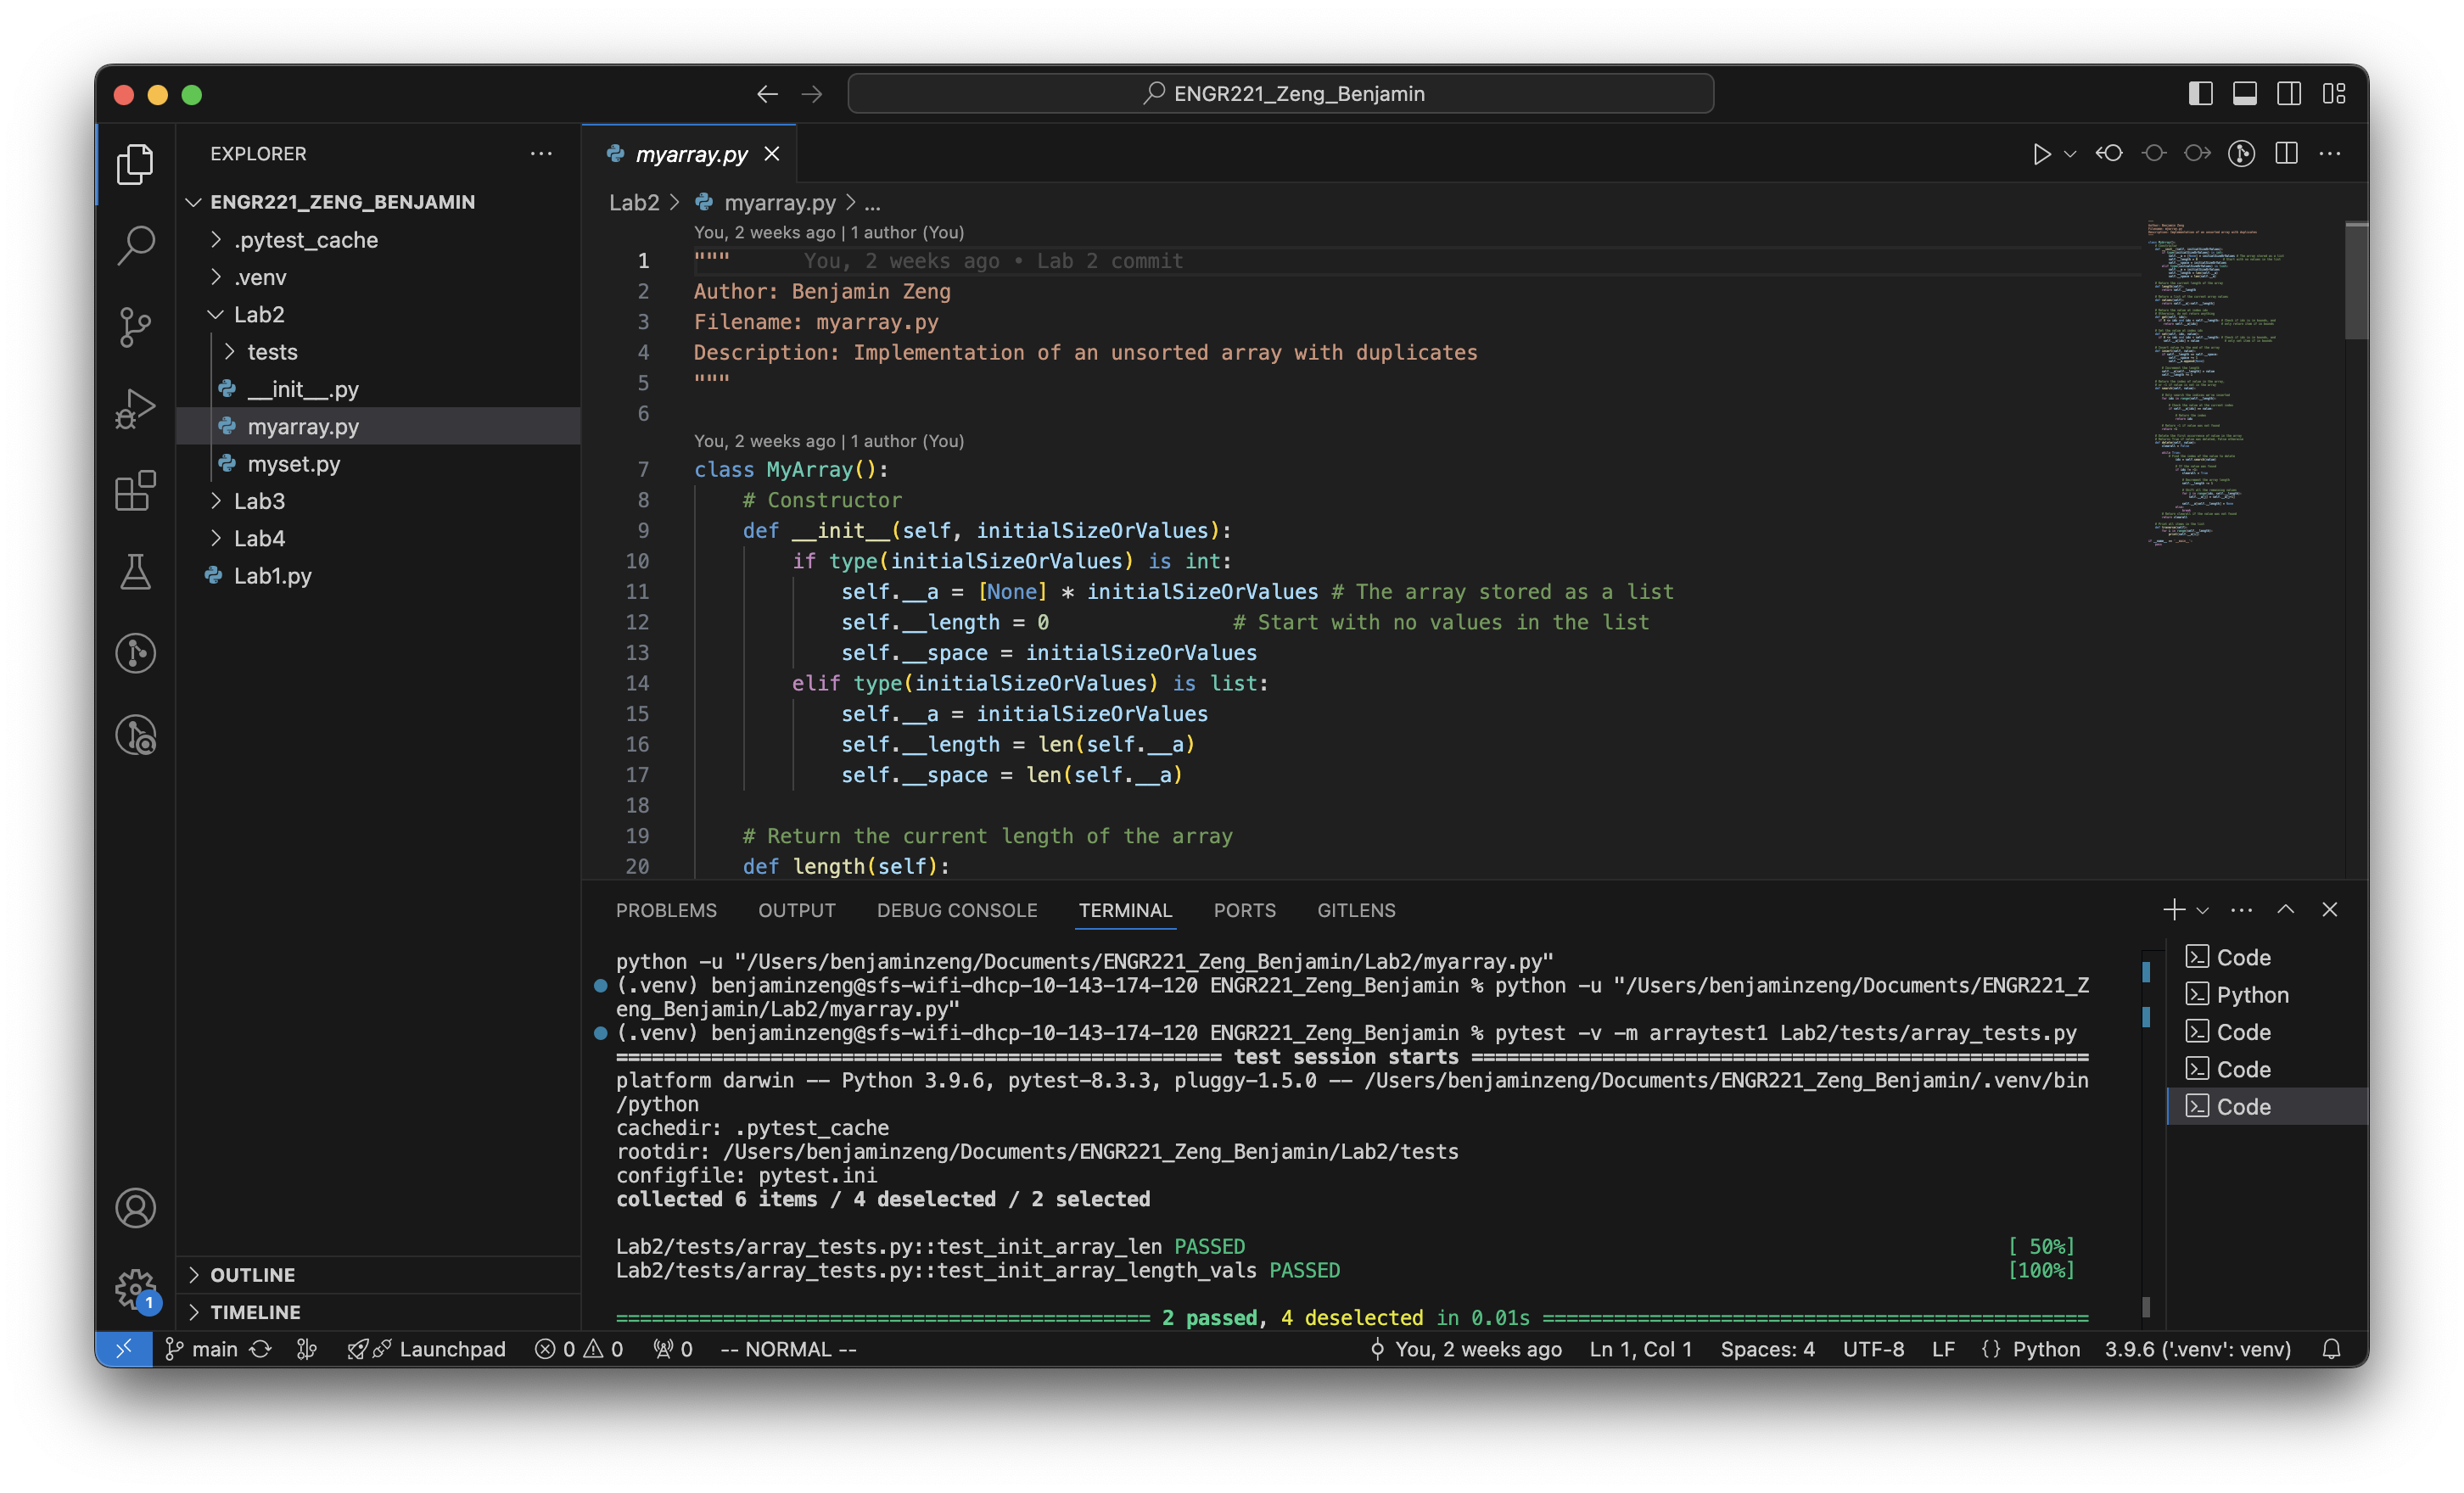 ENGR221_Zeng_Benjamin
EXPLORER
ENGR221_ZENG_BENJAMIN
.pytest_cache
.venv
Lab2
tests
__init__.py
myarray.py
myset.py
Lab3
Lab4
Lab1.py
OUTLINE
TIMELINE
myarray.py
Lab2 > myarray.py > ...
You, 2 weeks ago | 1 author (You)
1 """ You, 2 weeks ago • Lab 2 commit
2 Author: Benjamin Zeng
3 Filename: myarray.py
4 Description: Implementation of an unsorted array with duplicates
5 """
6
You, 2 weeks ago | 1 author (You)
7 class MyArray():
8 # Constructor
9 def __init__(self, initialSizeOrValues):
10 if type(initialSizeOrValues) is int:
11 self.__a = [None] * initialSizeOrValues # The array stored as a list
12 self.__length = 0 # Start with no values in the list
13 self.__space = initialSizeOrValues
14 elif type(initialSizeOrValues) is list:
15 self.__a = initialSizeOrValues
16 self.__length = len(self.__a)
17 self.__space = len(self.__a)
18
19 # Return the current length of the array
20 def length(self):
PROBLEMS OUTPUT DEBUG CONSOLE TERMINAL PORTS GITLENS
python -u "/Users/benjaminzeng/Documents/ENGR221_Zeng_Benjamin/Lab2/myarray.py"
(.venv) benjaminzeng@sfs-wifi-dhcp-10-143-174-120 ENGR221_Zeng_Benjamin % python -u "/Users/benjaminzeng/Documents/ENGR221_Z
eng_Benjamin/Lab2/myarray.py"
(.venv) benjaminzeng@sfs-wifi-dhcp-10-143-174-120 ENGR221_Zeng_Benjamin % pytest -v -m arraytest1 Lab2/tests/array_tests.py
=================================================== test session starts ====================================================
platform darwin -- Python 3.9.6, pytest-8.3.3, pluggy-1.5.0 -- /Users/benjaminzeng/Documents/ENGR221_Zeng_Benjamin/.venv/bin
/python
cachedir: .pytest_cache
rootdir: /Users/benjaminzeng/Documents/ENGR221_Zeng_Benjamin/Lab2/tests
configfile: pytest.ini
collected 6 items / 4 deselected / 2 selected
Lab2/tests/array_tests.py::test_init_array_len PASSED [ 50%]
Lab2/tests/array_tests.py::test_init_array_length_vals PASSED [100%]
============================================= 2 passed, 4 deselected in 0.01s ==============================================
Code
Python
Code
Code
Code
1
main Launchpad 0 0 0 -- NORMAL -- You, 2 weeks ago Ln 1, Col 1 Spaces: 4 UTF-8 LF {} Python 3.9.6 ('.venv': venv)